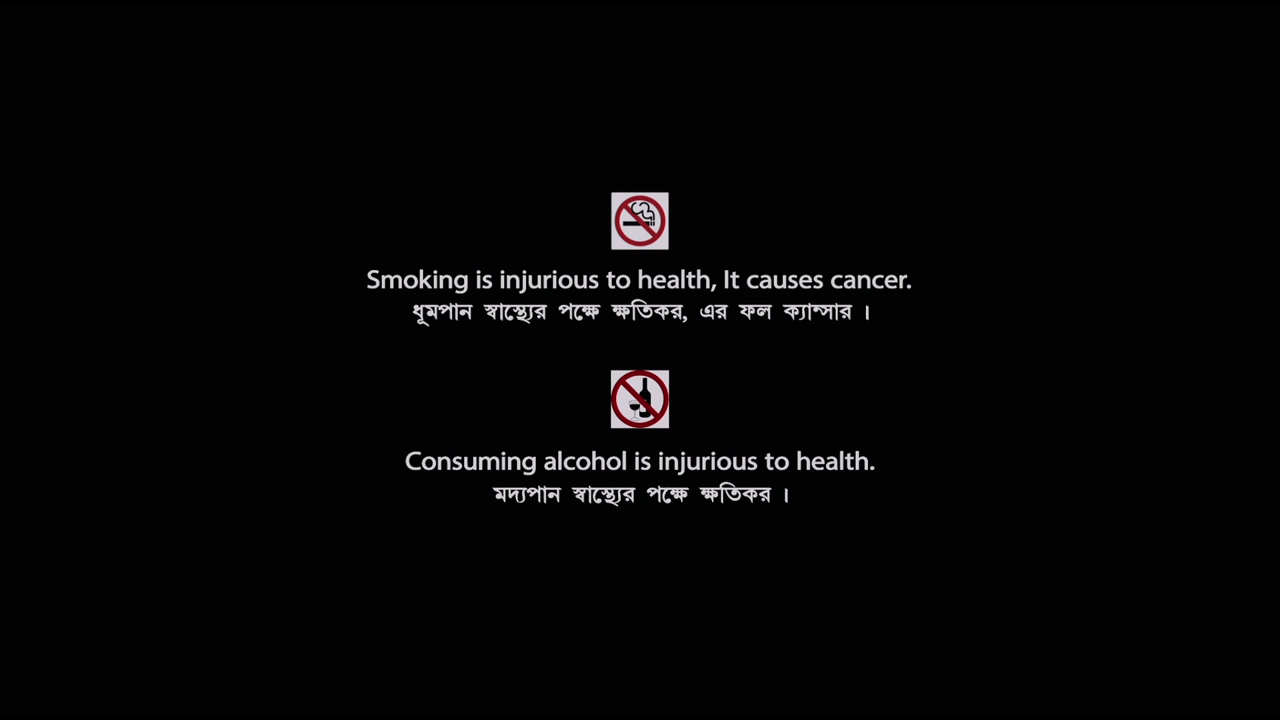 Smoking is injurious to health, It causes cancer.
ধূমপান স্বাস্থ্যের পক্ষে ক্ষতিকর, এর ফল ক্যান্সার ।
Consuming alcohol is injurious to health.
মদ্যপান স্বাস্থ্যের পক্ষে ক্ষতিকর ।